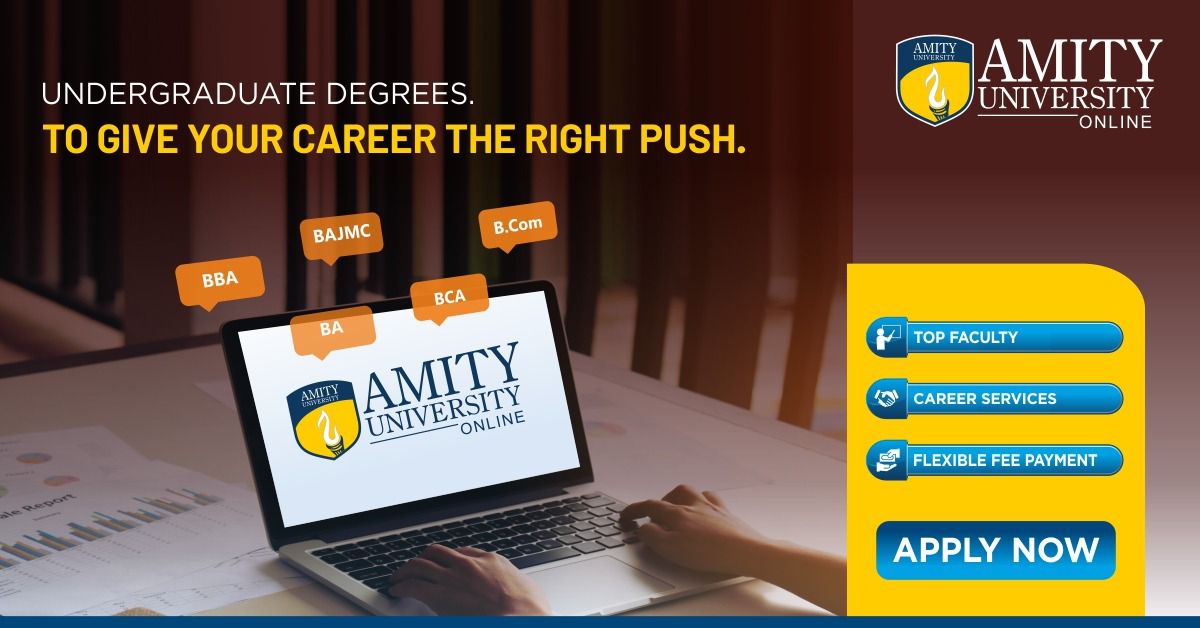 UNDERGRADUATE DEGREES.
TO GIVE YOUR CAREER THE RIGHT PUSH.
AMITY
UNIVERSITY
AMITY
UNIVERSITY
ONLINE
BBA
BAJMC
B.Com
BA
BCA
AMITY
UNIVERSITY
AMITY
UNIVERSITY
ONLINE
Report
TOP FACULTY
CAREER SERVICES
FLEXIBLE FEE PAYMENT
APPLY NOW